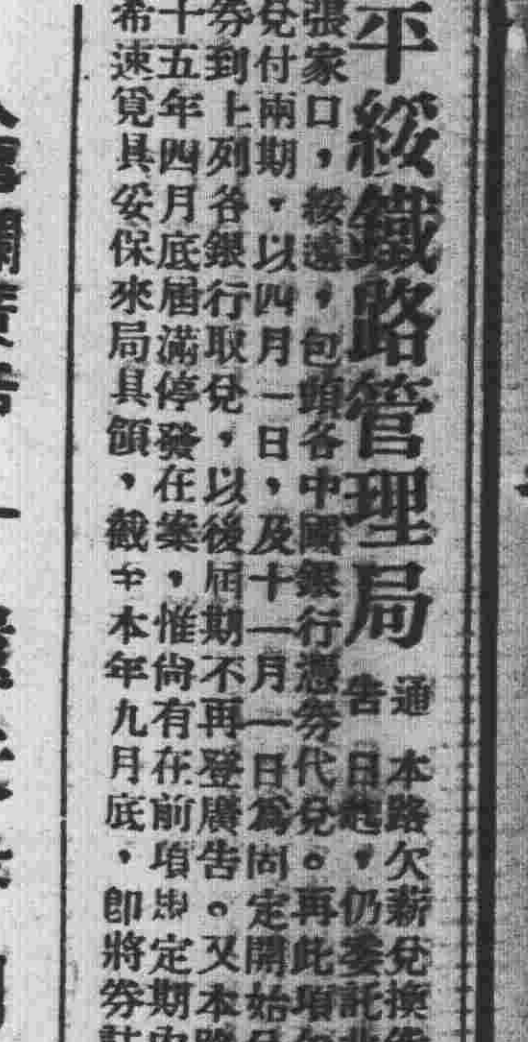 平綏鐵路管理局
通告
本路欠薪兌換
日起，仍委託
張家口，綏遠，包頭各中國銀行憑券代兌。再此項
兌付兩期，以四月一日，及十一月一日為固定開始
券到上列各銀行取兌，以後屆期不再登廣告。又本路
十五年四月底屆滿停發在案，惟尚有在前項規定期內
希速覓具妥保來局具領，截至本年九月底，即將券